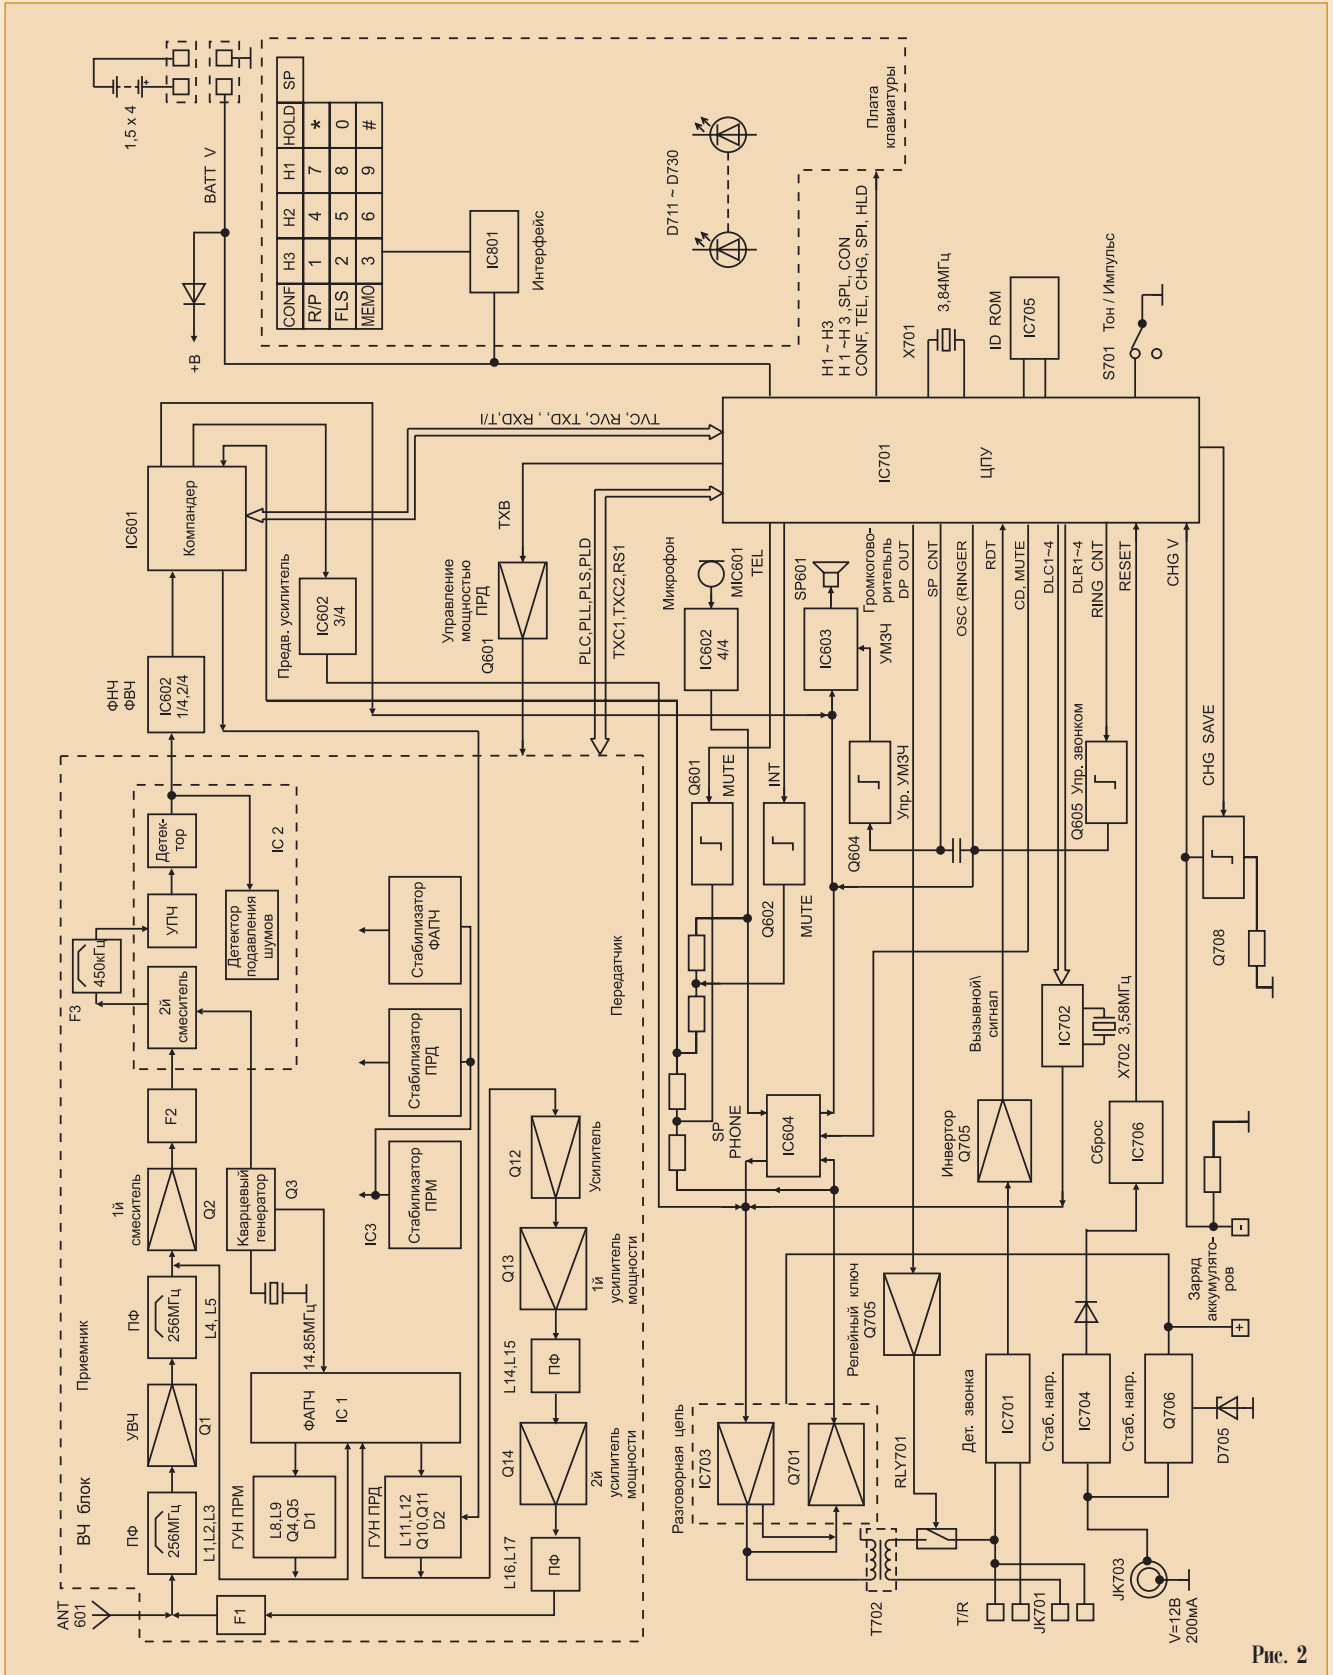 1,5 x 4
BATT V
+B
CONF H3 H2 H1 HOLD SP
R/P 1 4 7 *
FLS 2 5 8 0
MEMO 3 6 9 #
IC801
Интерфейс
D711 ~ D730
Плата
клавиатуры
H1 ~ H3
H 1 ~H 3 ,SPL, CON
CONF, TEL, CHG, SPI, HLD
X701
3,84МГц
ID ROM
IC705
S701 Тон / Импульс
IC601
Компандер
Предв. усилитель
IC602
3/4
TVC, RVC, TXD, , RXD,T/I
TXB
Управление
мощностью
ПРД
Q601
PLC,PLL,PLS,PLD
TXC1,TXC2,RS1
IC701
ЦПУ
ФНЧ
ФВЧ
IC602
1/4,2/4
Микрофон
MIC601
IC602
4/4
TEL
SP601
IC603
УМЗЧ
Громкогово-
ритель
DP OUT
SP CNT
OSC (RINGER
RDT
CD, MUTE
DLC1~4
DLR1~4
RING CNT
RESET
CHG V
CHG SAVE
Q601
MUTE
INT
Q602
MUTE
Упр. УМЗЧ
Q604
Q605 Упр. звонком
Q708
IC702
X702 3,58МГц
Вызывной\
сигнал
Инвертор
Q705
Сброс
IC706
SP
PHONE
IC604
Детек-
тор
IC 2
УПЧ
Детектор
подавления
шумов
450кГц
F3
2й
смеситель
F2
1й
смеситель
Q2
Кварцевый
генератор
Q3
14.85МГц
ПФ
256МГц
L4, L5
УВЧ
Q1
ПФ
256МГц
L1,L2,L3
Приемник
ВЧ блок
ANT
601
F1
ФАПЧ
IC 1
ГУН ПРМ
L8,L9
Q4,Q5
D1
ГУН ПРД
L11,L12
Q10,Q11
D2
Стабилизатор
ФАПЧ
Стабилизатор
ПРД
Стабилизатор
ПРМ
IC3
Передатчик
Q12
Усилитель
Q13
1й
усилитель
мощности
L14,L15
ПФ
Q14
2й
усилитель
мощности
L16,L17
ПФ
Разговорная цепь
IC703
Q701
T702
Релейный ключ
Q705
RLY701
Дет. звонка
IC701
Стаб. напр.
IC704
Стаб. напр.
Q706
D705
Заряд
аккумулято-
ров
-
+
T/R
JK701
JK703
V=12В
200мА
Рис. 2